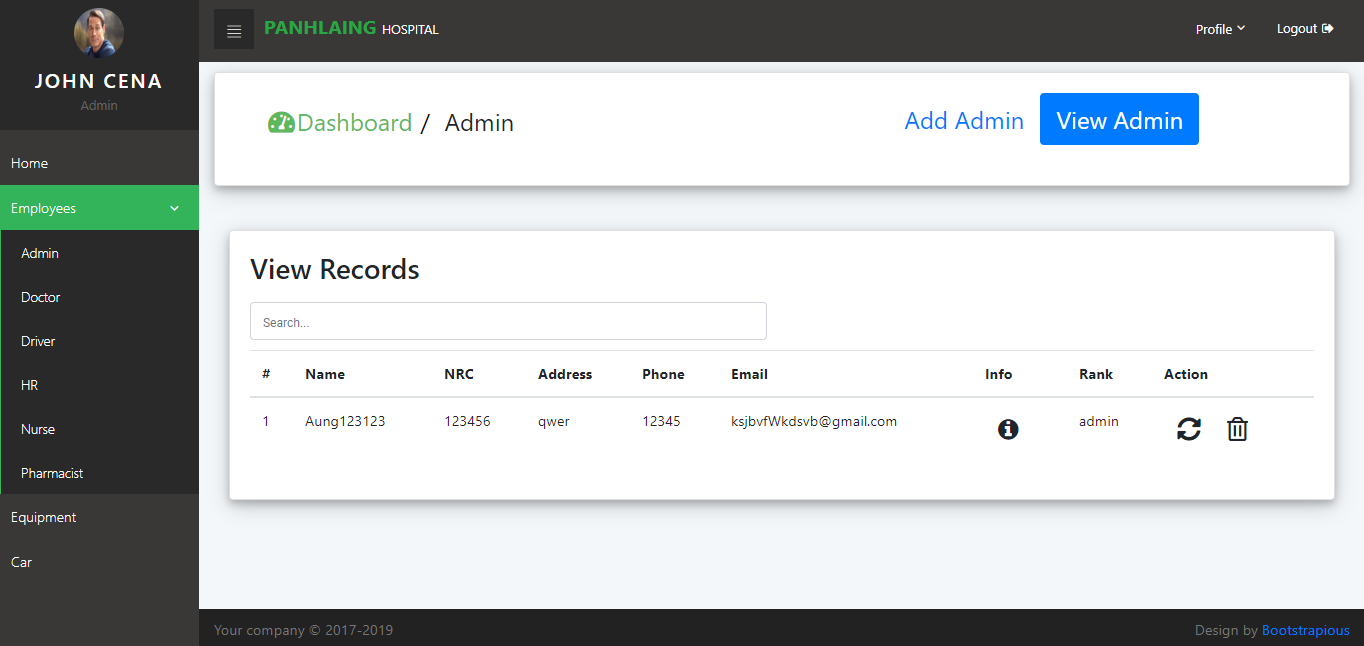 JOHN CENA
Admin
Home
Employees
Admin
Doctor
Driver
HR
Nurse
Pharmacist
Equipment
Car
PANHLAING HOSPITAL
Profile
Logout
Dashboard / Admin
Add Admin
View Admin
View Records
Search...
# Name NRC Address Phone Email Info Rank Action
1 Aung123123 123456 qwer 12345 ksjbvfWkdsvb@gmail.com admin
Your company © 2017-2019
Design by Bootstrapious